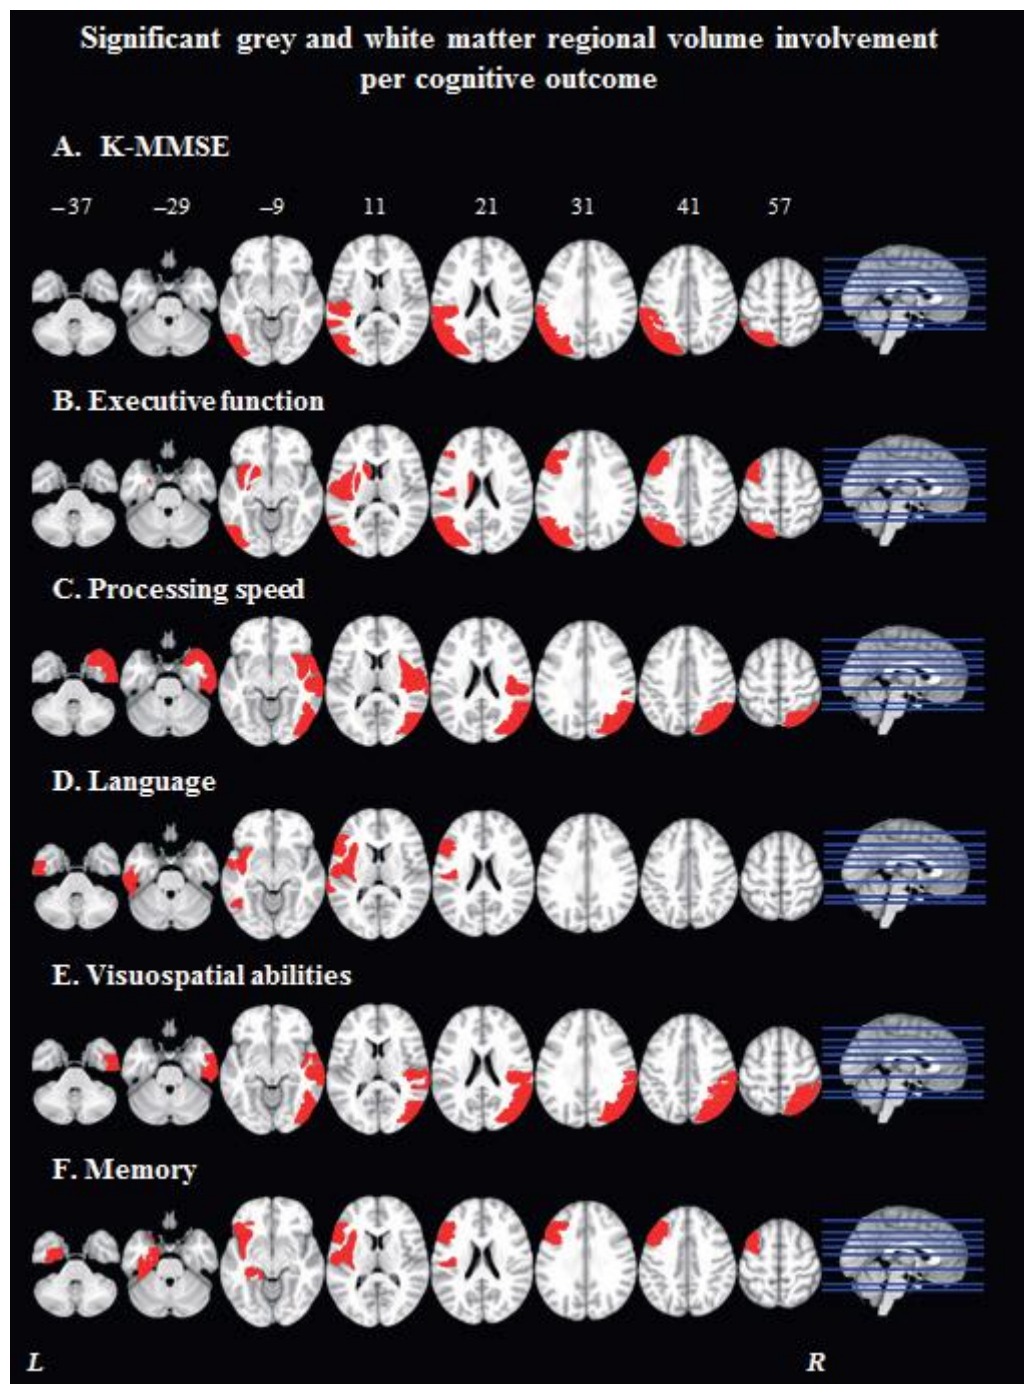 Significant grey and white matter regional volume involvement
per cognitive outcome
A. K-MMSE
–37 –29 –9 11 21 31 41 57
B. Executive function
C. Processing speed
D. Language
E. Visuospatial abilities
F. Memory
L R